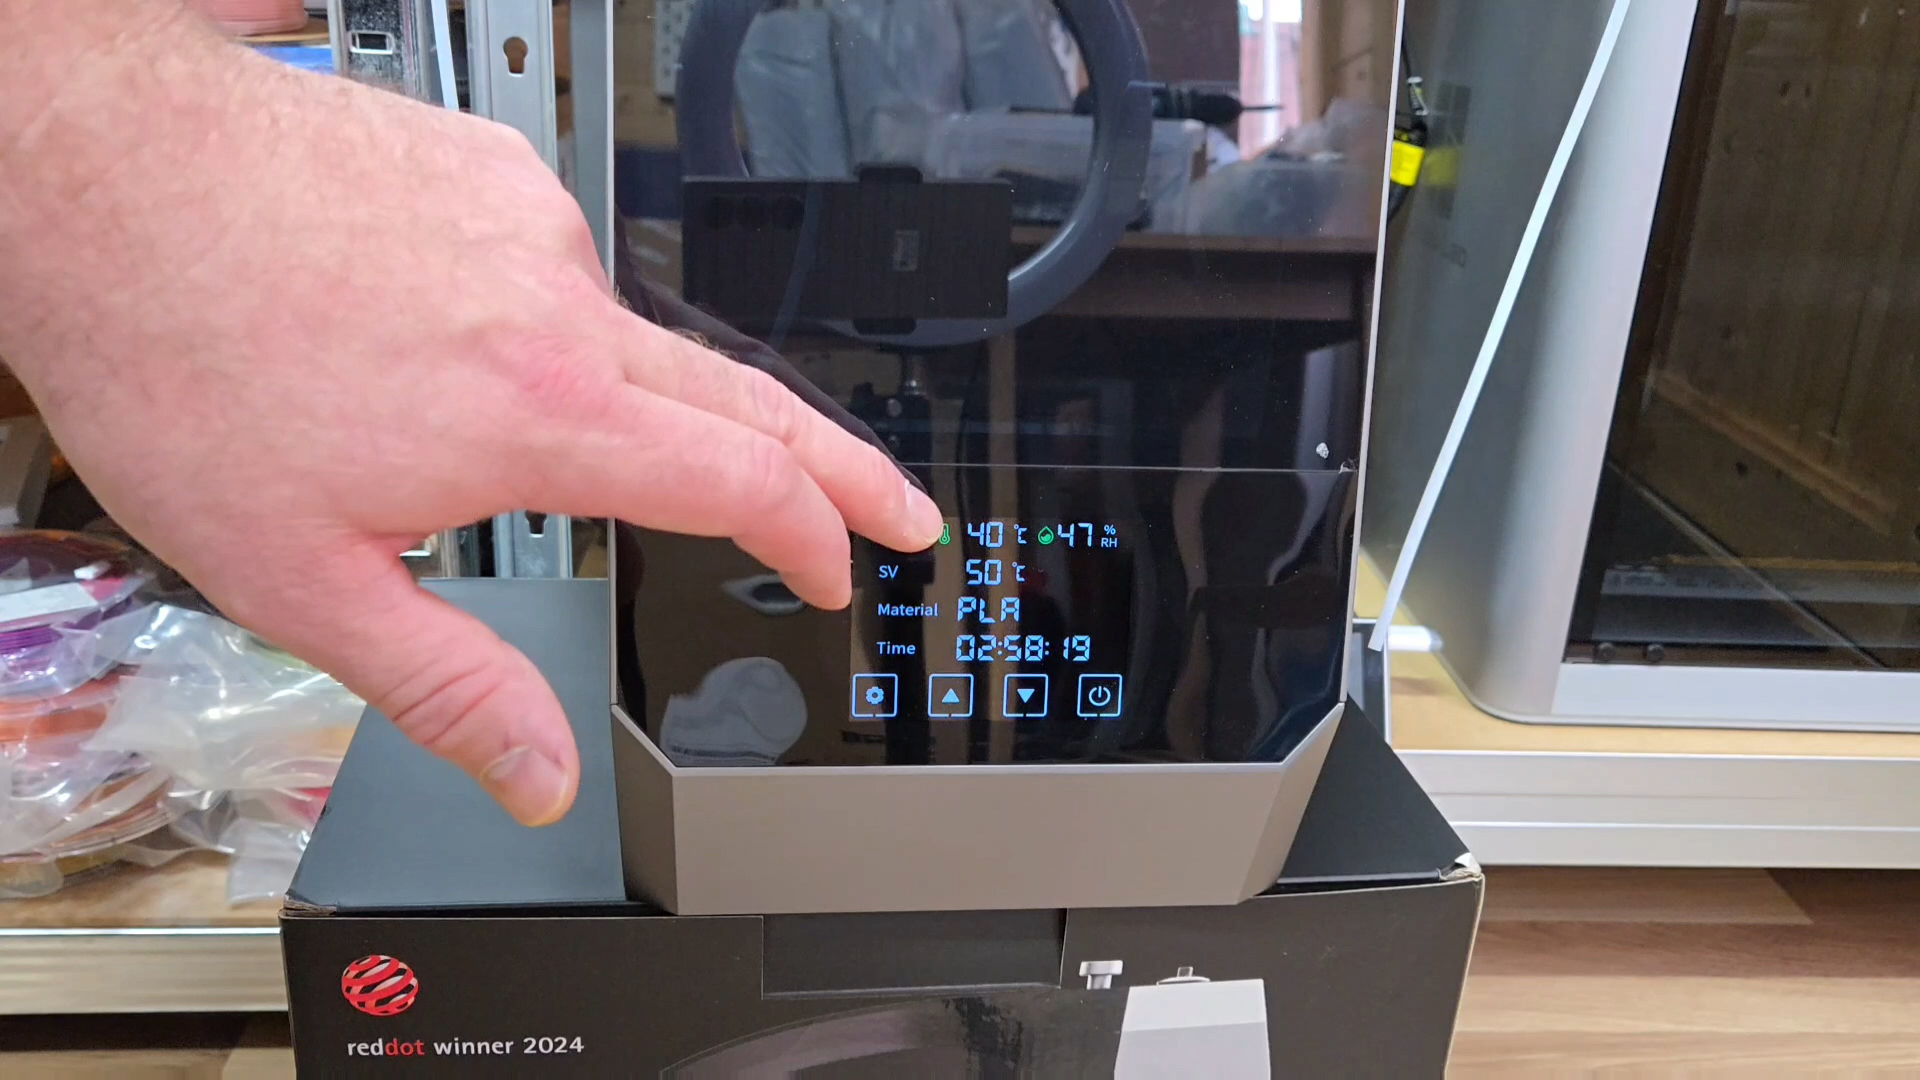 40 ℃ 47 % RH
SV 50 ℃
Material PLA
Time 02:58:19
reddot winner 2024